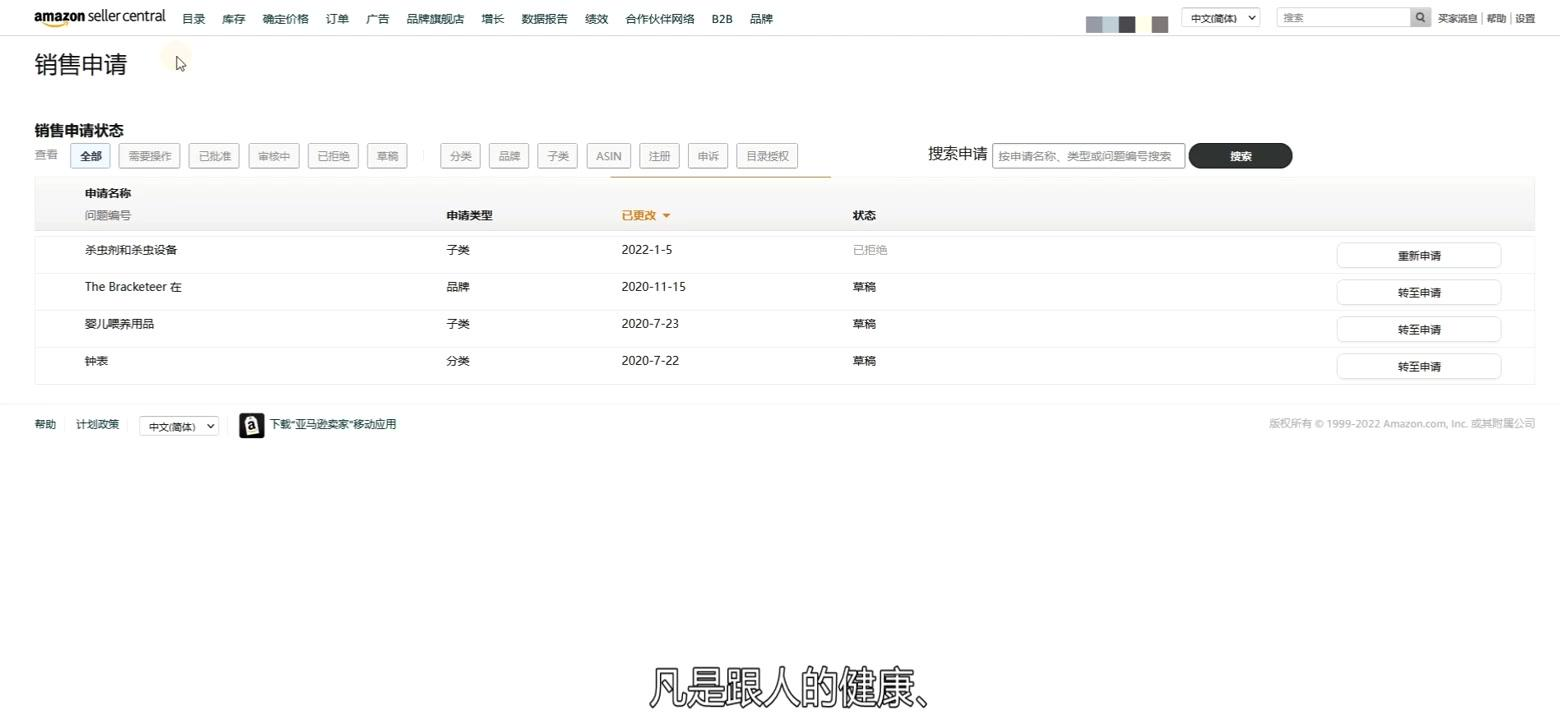 amazon seller central 目录 库存 确定价格 订单 广告 品牌旗舰店 增长 数据报告 绩效 合作伙伴网络 B2B 品牌 中文(简体) 搜索 买家消息 帮助 设置
销售申请
销售申请状态
查看 全部 需要操作 已批准 审核中 已拒绝 草稿 分类 品牌 子类 ASIN 注册 申诉 目录授权 搜索申请 按申请名称、类型或问题编号搜索 搜索
申请名称
问题编号 申请类型 已更改 状态
杀虫剂和杀虫设备 子类 2022-1-5 已拒绝 重新申请
The Bracketeer 在 品牌 2020-11-15 草稿 转至申请
婴儿喂养用品 子类 2020-7-23 草稿 转至申请
钟表 分类 2020-7-22 草稿 转至申请
帮助 计划政策 中文(简体) a 下载“亚马逊卖家”移动应用 版权所有 © 1999-2022 Amazon.com, Inc. 或其附属公司
凡是跟人的健康、